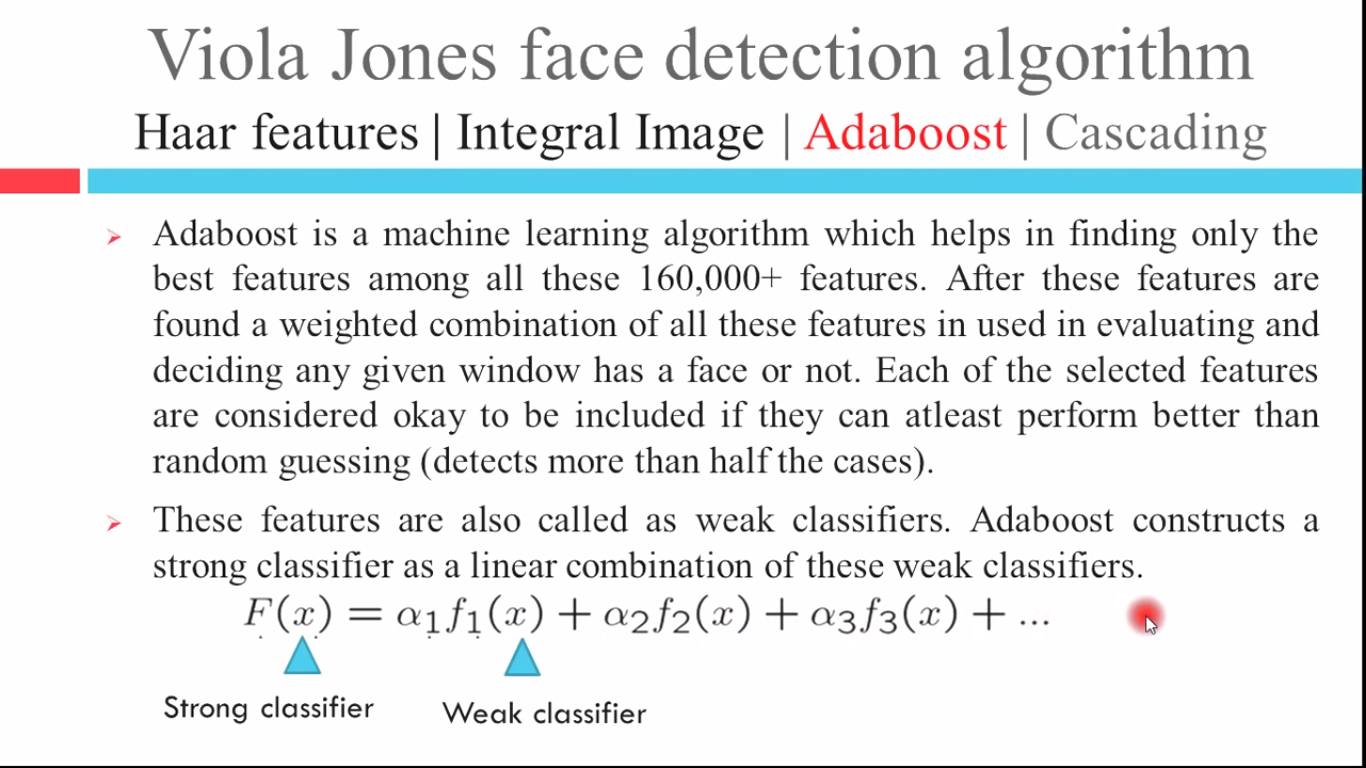 Viola Jones face detection algorithm
Haar features | Integral Image | Adaboost | Cascading
➢ Adaboost is a machine learning algorithm which helps in finding only the
best features among all these 160,000+ features. After these features are
found a weighted combination of all these features in used in evaluating and
deciding any given window has a face or not. Each of the selected features
are considered okay to be included if they can atleast perform better than
random guessing (detects more than half the cases).
➢ These features are also called as weak classifiers. Adaboost constructs a
strong classifier as a linear combination of these weak classifiers.
F(x) = α₁f₁(x) + α₂f₂(x) + α₃f₃(x) + ...
Strong classifier
Weak classifier